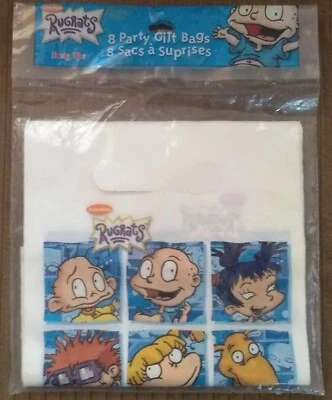 NICKELODEON
RUGRATS
8 Party Gift Bags
8 Sacs à Suprises
NICKELODEON
RUGRATS